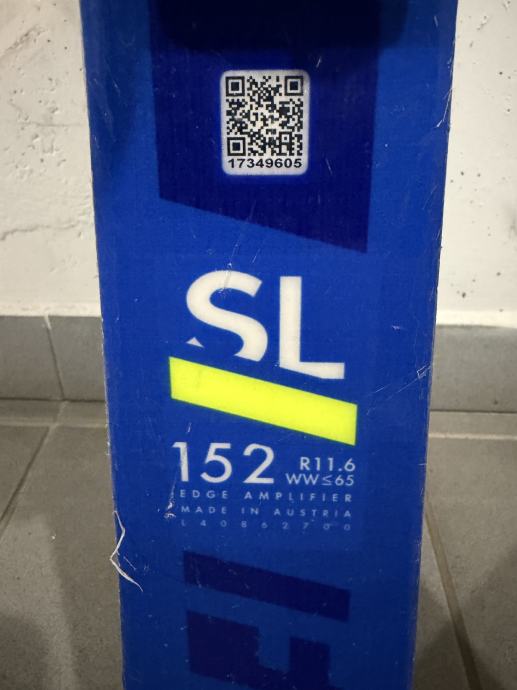 17349605
SL
152
R11.6
WW≤65
EDGE AMPLIFIER
MADE IN AUSTRIA
L40862700